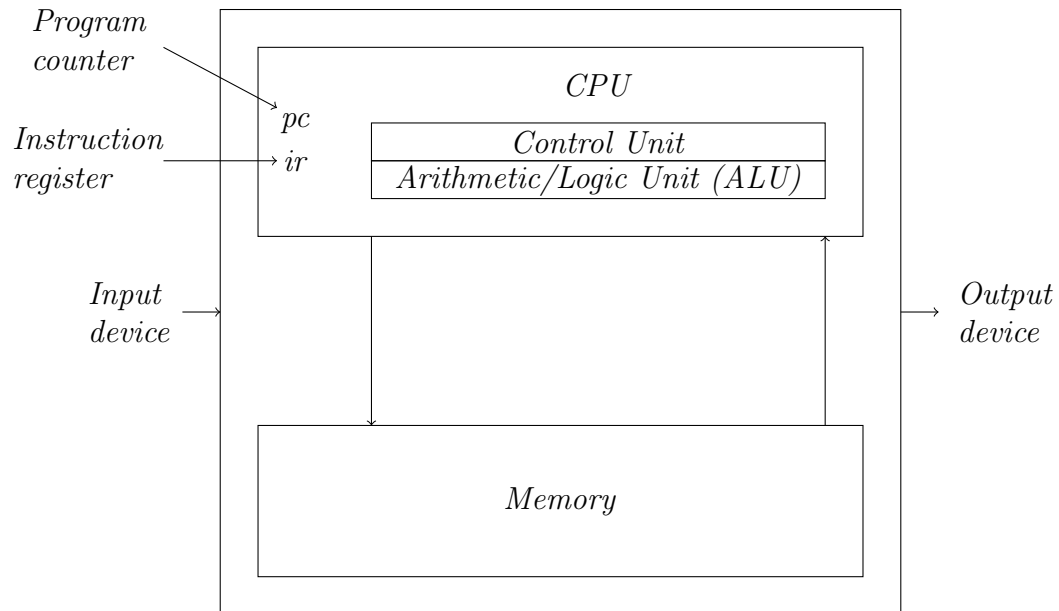 Program
counter
CPU
pc
Control Unit
Instruction
register
ir
Arithmetic/Logic Unit (ALU)
Input
device
Output
device
Memory